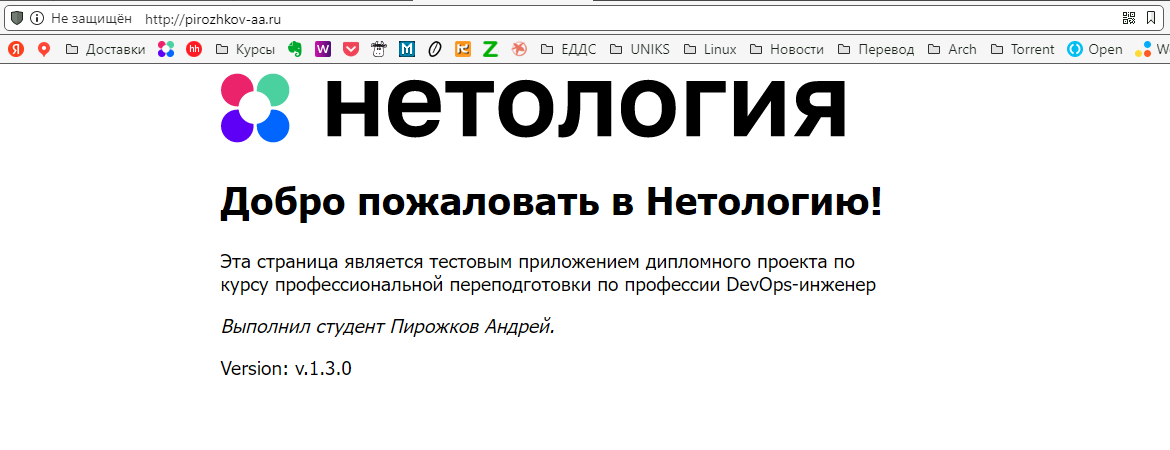 Не защищён http://pirozhkov-aa.ru
Я hh Доставки Курсы W M ЕДДС UNIKS Linux Новости Перевод Arch Torrent Open
нетология
Добро пожаловать в Нетологию!
Эта страница является тестовым приложением дипломного проекта по
курсу профессиональной переподготовки по профессии DevOps-инженер
Выполнил студент Пирожков Андрей.
Version: v.1.3.0